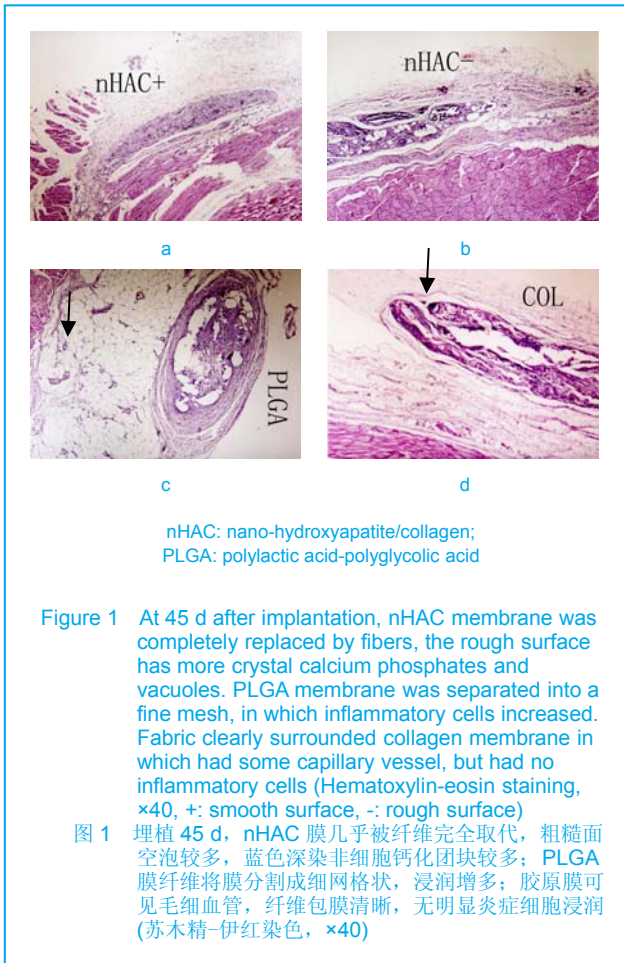 nHAC+
nHAC-
a
b
PLGA
COL
c
d
nHAC: nano-hydroxyapatite/collagen;
PLGA: polylactic acid-polyglycolic acid
Figure 1 At 45 d after implantation, nHAC membrane was
completely replaced by fibers, the rough surface
has more crystal calcium phosphates and
vacuoles. PLGA membrane was separated into a
fine mesh, in which inflammatory cells increased.
Fabric clearly surrounded collagen membrane in
which had some capillary vessel, but had no
inflammatory cells (Hematoxylin-eosin staining,
×40, +: smooth surface, -: rough surface)
图 1 埋植 45 d，nHAC 膜几乎被纤维完全取代，粗糙面
空泡较多，蓝色深染非细胞钙化团块较多；PLGA
膜纤维将膜分割成细网格状，浸润增多；胶原膜可
见毛细血管，纤维包膜清晰，无明显炎症细胞浸润
(苏木精-伊红染色，×40)